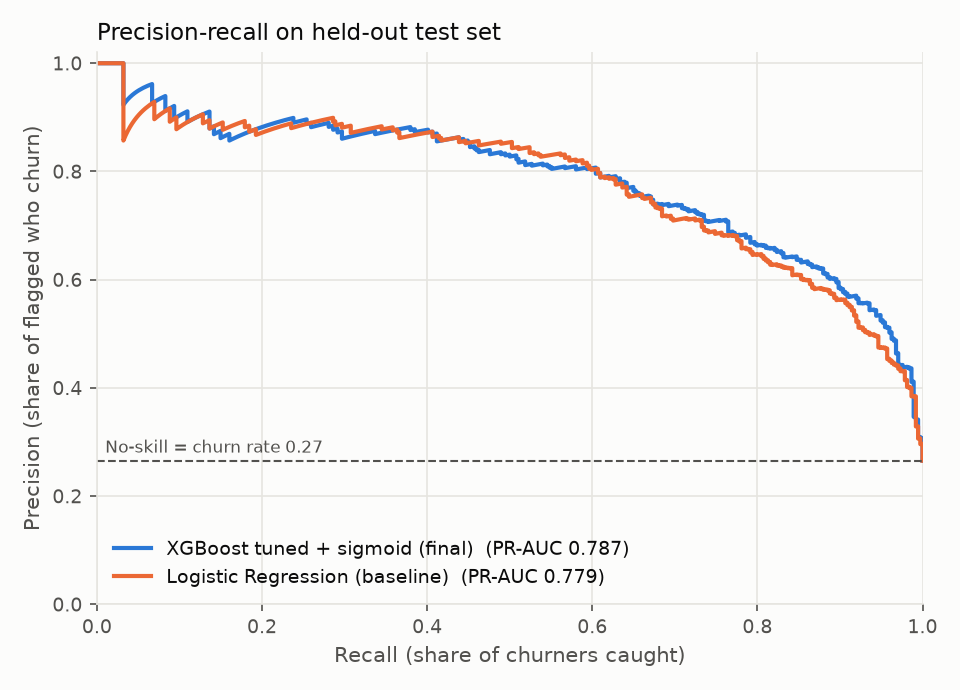 Precision-recall on held-out test set
Precision (share of flagged who churn)
1.0
0.8
0.6
0.4
0.2
0.0
No-skill = churn rate 0.27
XGBoost tuned + sigmoid (final)  (PR-AUC 0.787)
Logistic Regression (baseline)  (PR-AUC 0.779)
0.0 0.2 0.4 0.6 0.8 1.0
Recall (share of churners caught)